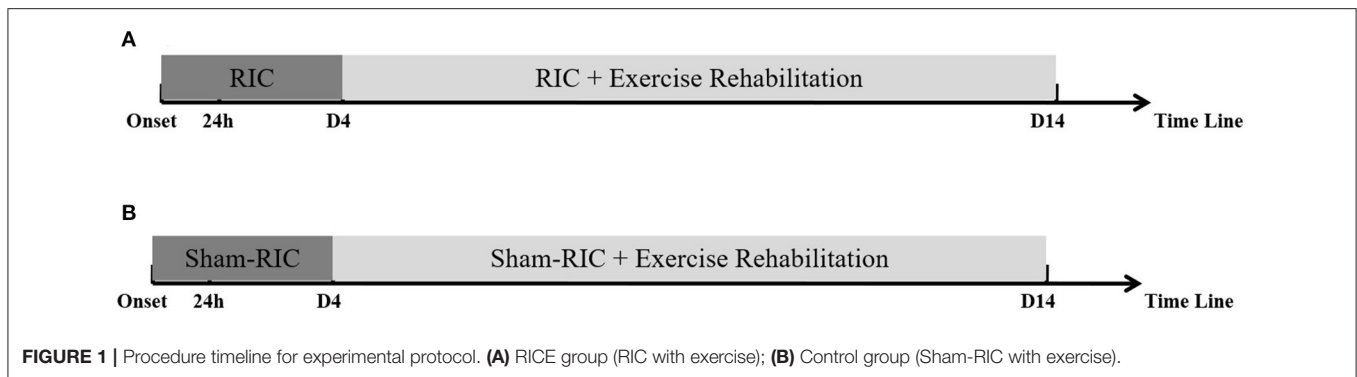 A
RIC RIC + Exercise Rehabilitation
Onset 24h D4 D14 Time Line
B
Sham-RIC Sham-RIC + Exercise Rehabilitation
Onset 24h D4 D14 Time Line
FIGURE 1 | Procedure timeline for experimental protocol. (A) RICE group (RIC with exercise); (B) Control group (Sham-RIC with exercise).